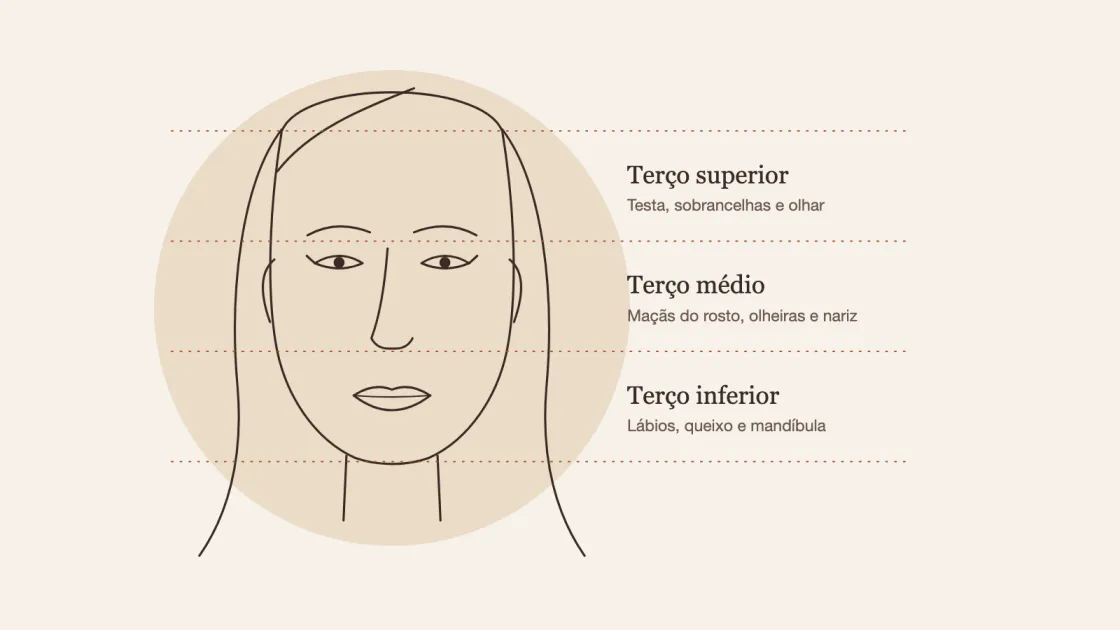 Terço superior
Testa, sobrancelhas e olhar
Terço médio
Maçãs do rosto, olheiras e nariz
Terço inferior
Lábios, queixo e mandíbula